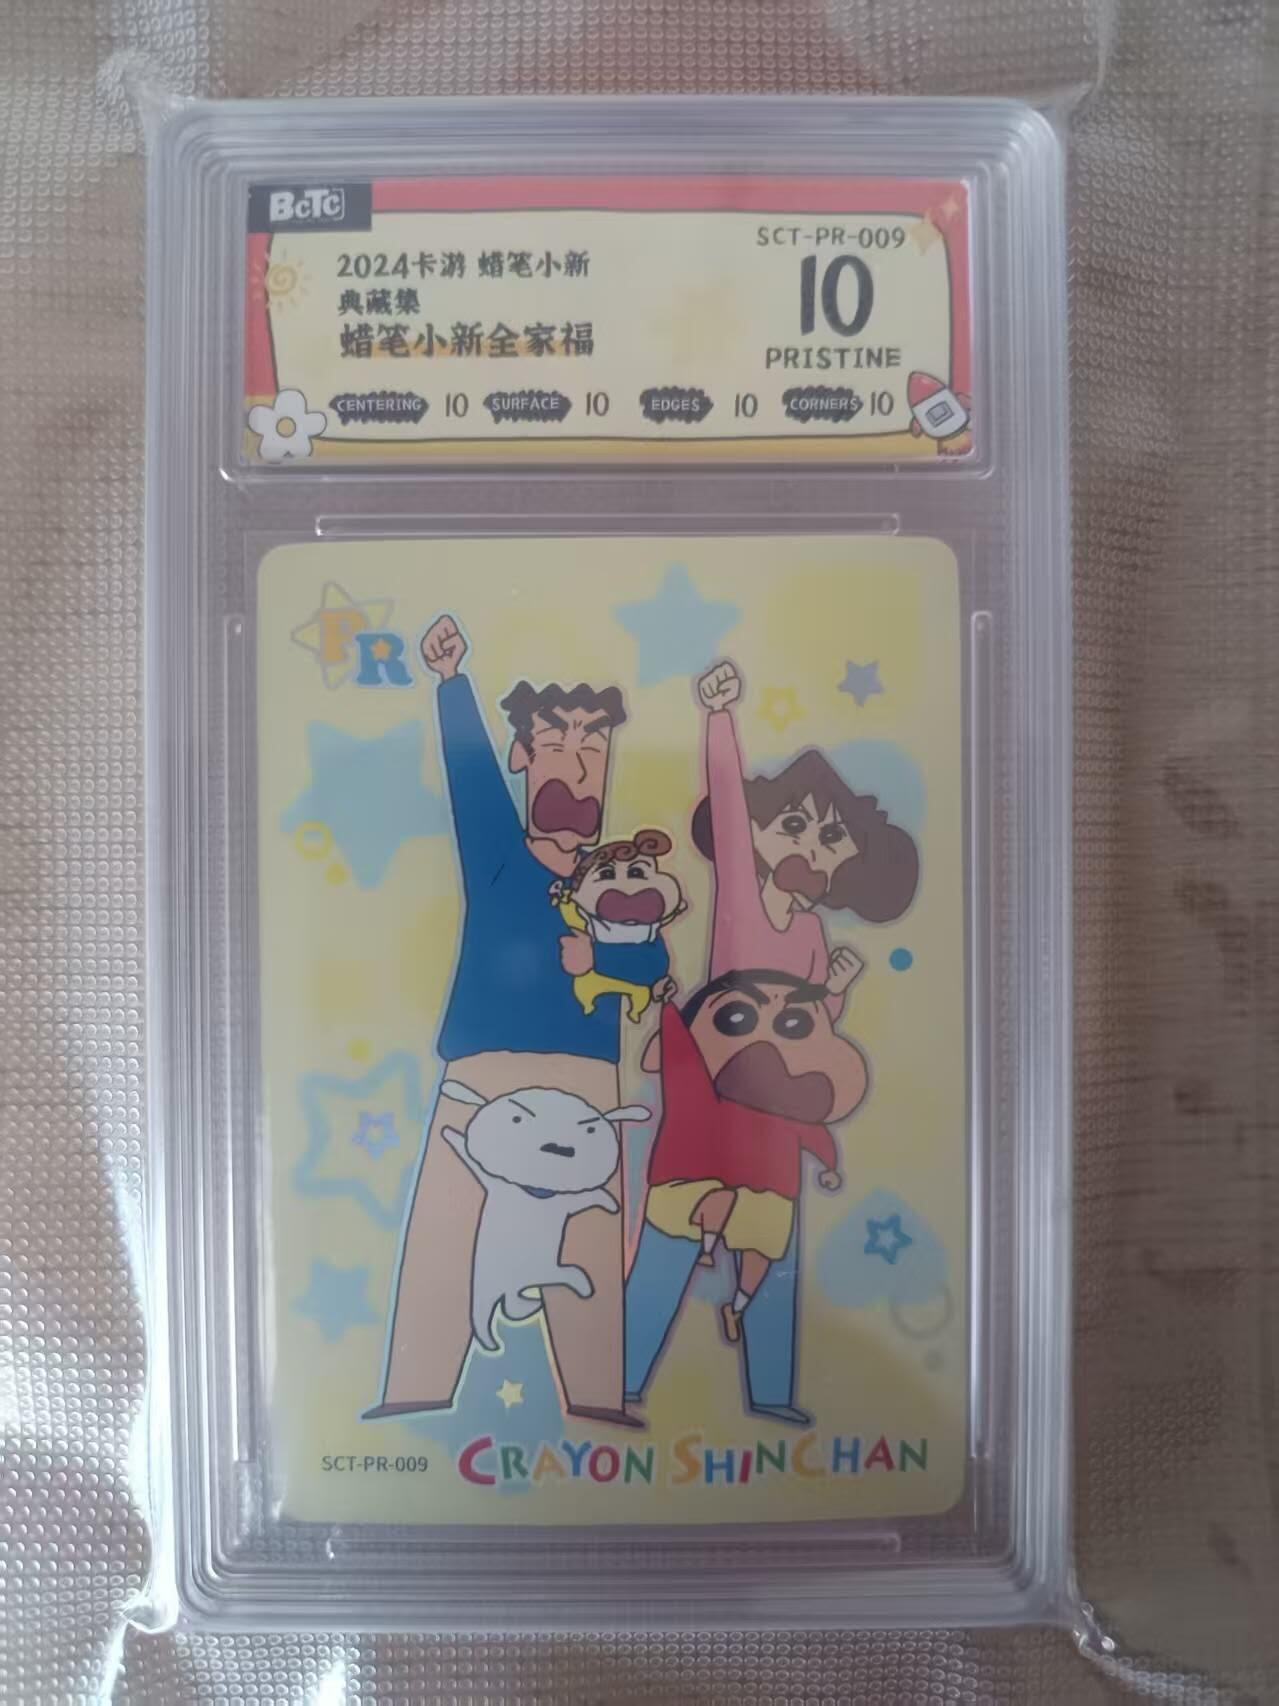 BCTC
SCT-PR-009
2024卡游 蜡笔小新
典藏集
蜡笔小新全家福
10
PRISTINE
CENTERING 10 SURFACE 10 EDGES 10 CORNERS 10
PR
SCT-PR-009
CRAYON SHINCHAN